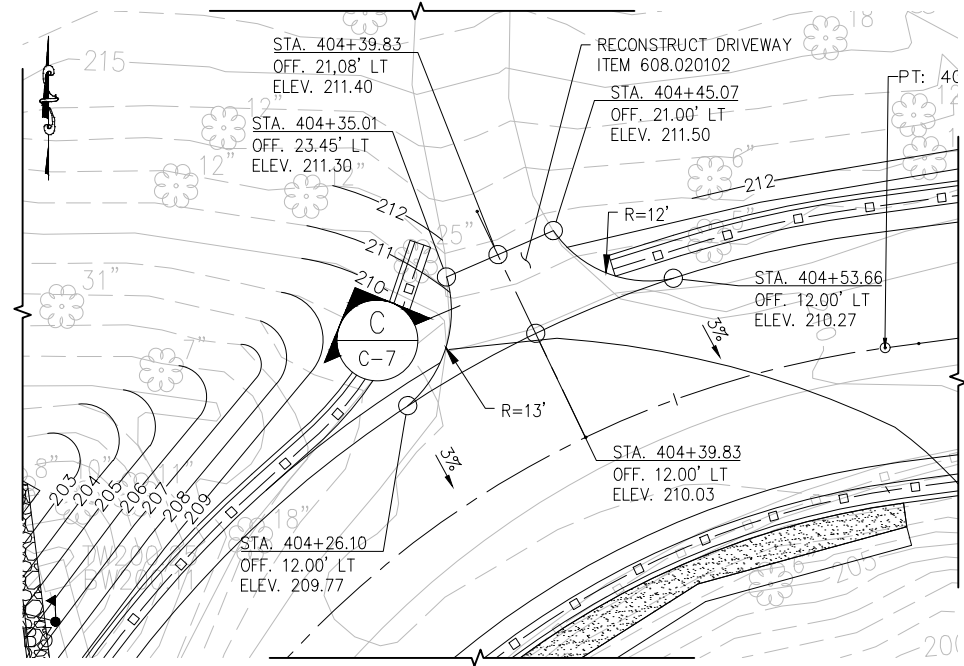 18"
215
STA. 404+39.83
OFF. 21,08' LT
ELEV. 211.40
RECONSTRUCT DRIVEWAY
ITEM 608.020102
STA. 404+45.07
OFF. 21.00' LT
ELEV. 211.50
PT: 40
12"
STA. 404+35.01
OFF. 23.45' LT
ELEV. 211.30
12"
6"
212
212
R=12'
25"
5"
211
210
31"
STA. 404+53.66
OFF. 12.00' LT
ELEV. 210.27
C
C-7
3%
R=13'
3%
STA. 404+39.83
OFF. 12.00' LT
ELEV. 210.03
11"
203
204
205
206
207
208
209
18"
STA. 404+26.10
OFF. 12.00' LT
ELEV. 209.77
205